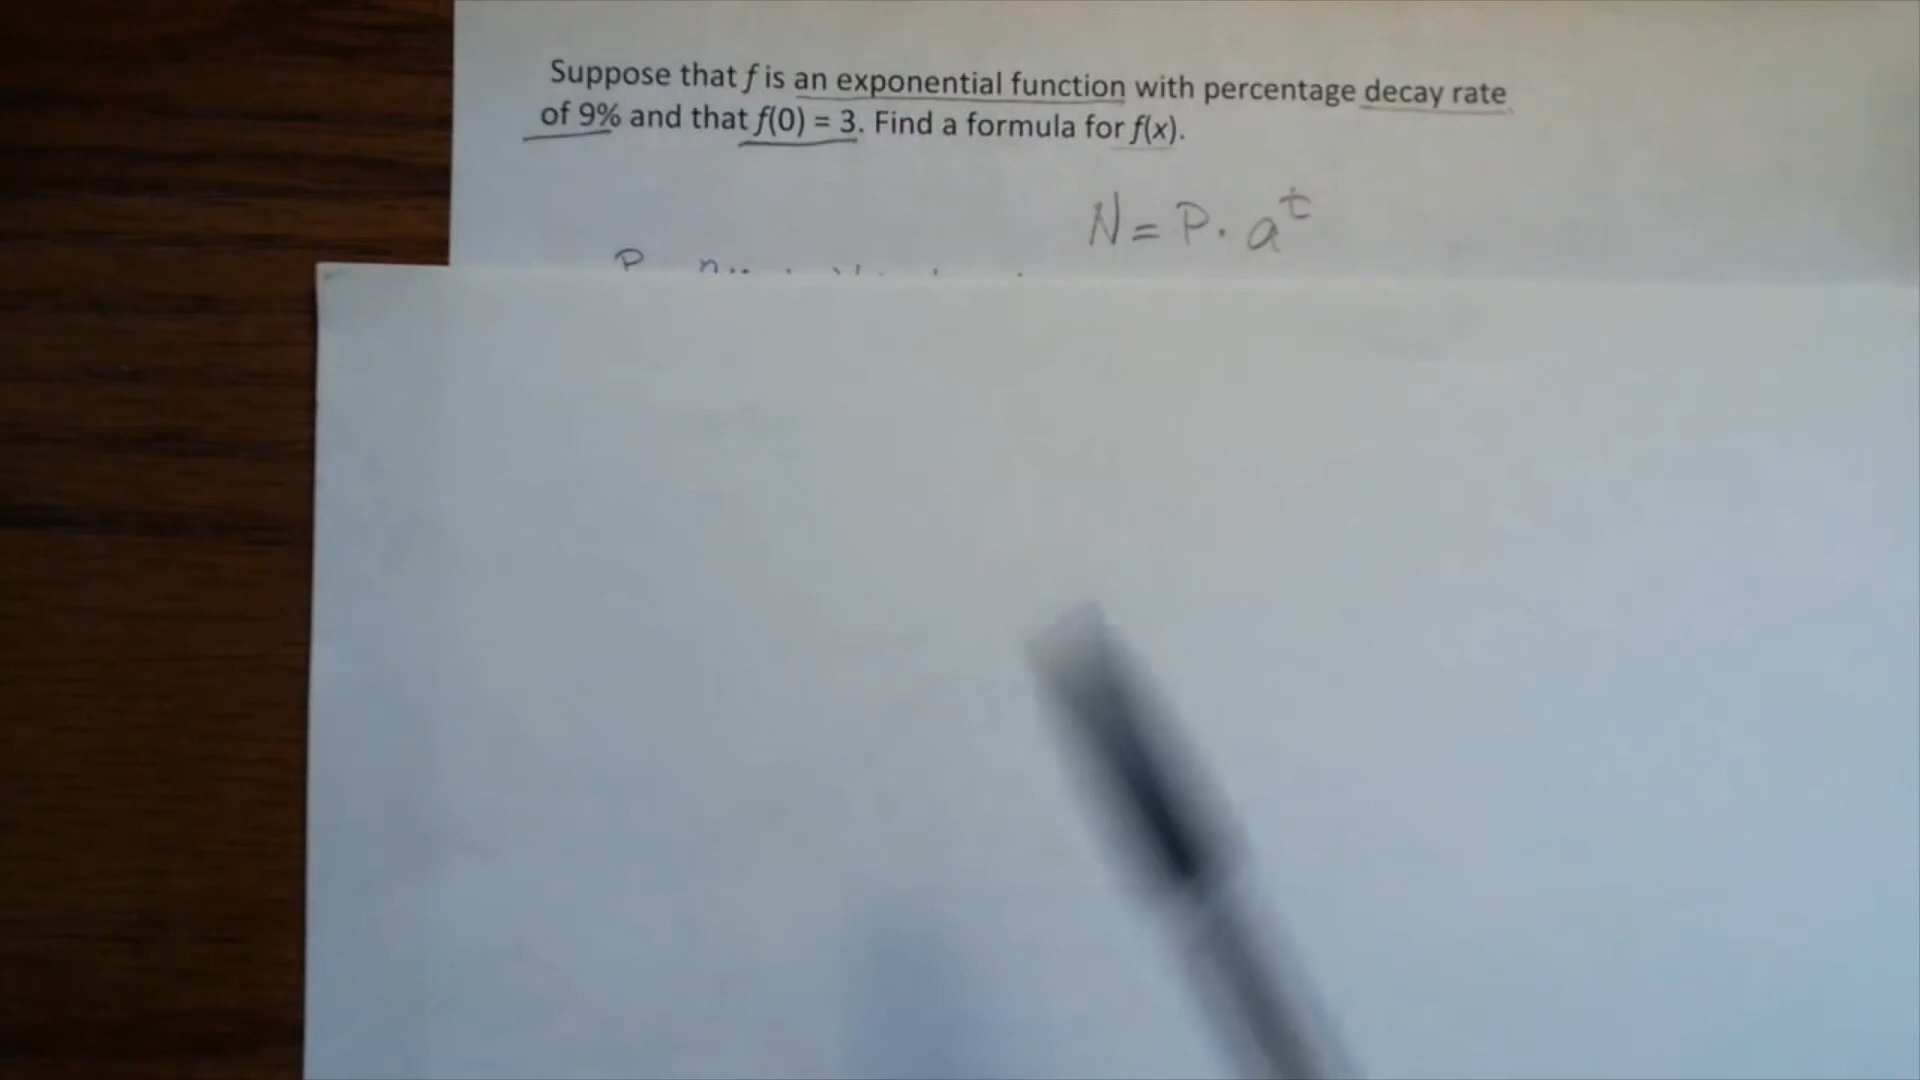 Suppose that f is an exponential function with percentage decay rate
of 9% and that f(0) = 3. Find a formula for f(x).
N = P · a^t
P